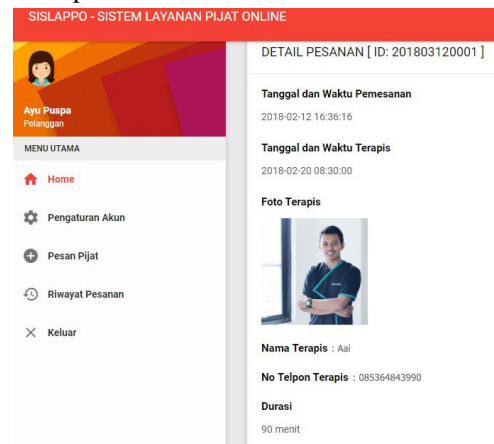 SISLAPPO - SISTEM LAYANAN PIJAT ONLINE
Ayu Puspa
Pelanggan
MENU UTAMA
Home
Pengaturan Akun
Pesan Pijat
Riwayat Pesanan
Keluar
DETAIL PESANAN [ ID: 201803120001 ]
Tanggal dan Waktu Pemesanan
2018-02-12 16:36:16
Tanggal dan Waktu Terapis
2018-02-20 08:30:00
Foto Terapis
Nama Terapis : Aai
No Telpon Terapis : 085364843990
Durasi
90 menit